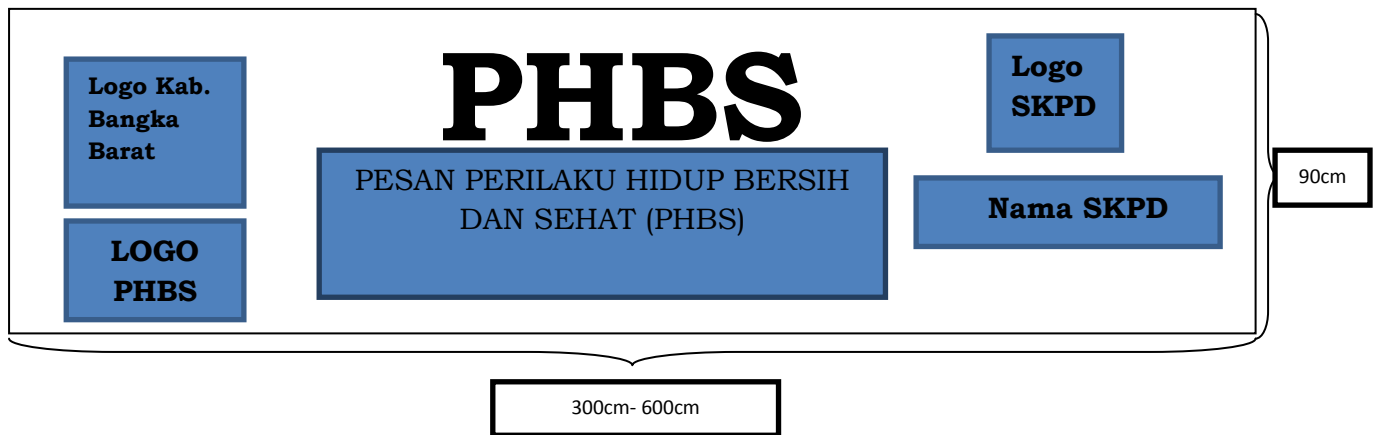 PHBS
Logo Kab.
Bangka
Barat
LOGO
PHBS
PESAN PERILAKU HIDUP BERSIH
DAN SEHAT (PHBS)
Logo
SKPD
Nama SKPD
90cm
300cm- 600cm